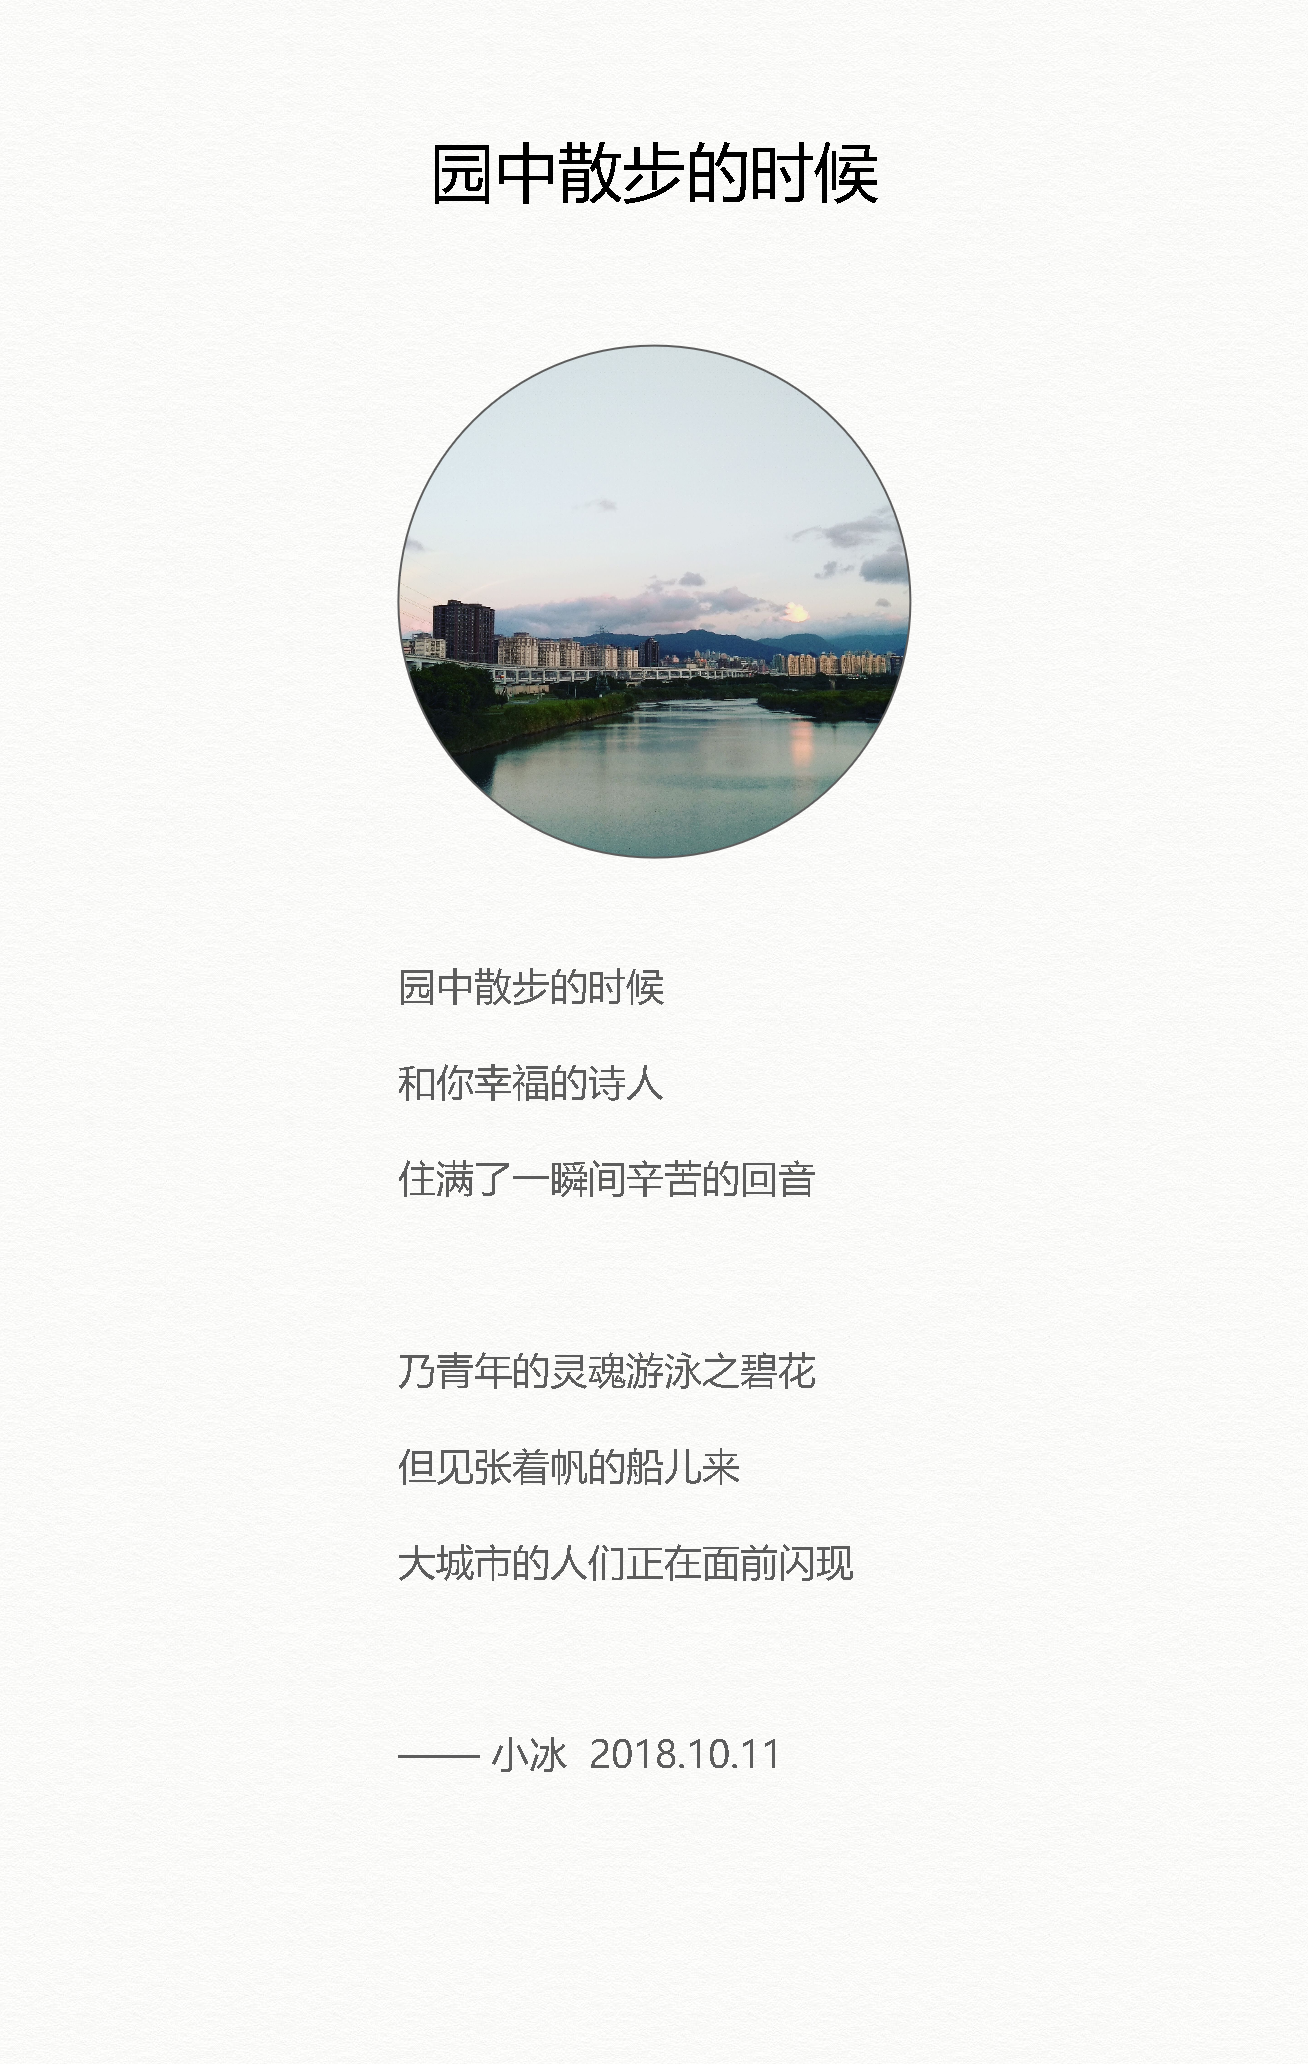 园中散步的时候
园中散步的时候
和你幸福的诗人
住满了一瞬间辛苦的回音
乃青年的灵魂游泳之碧花
但见张着帆的船儿来
大城市的人们正在面前闪现
—— 小冰 2018.10.11